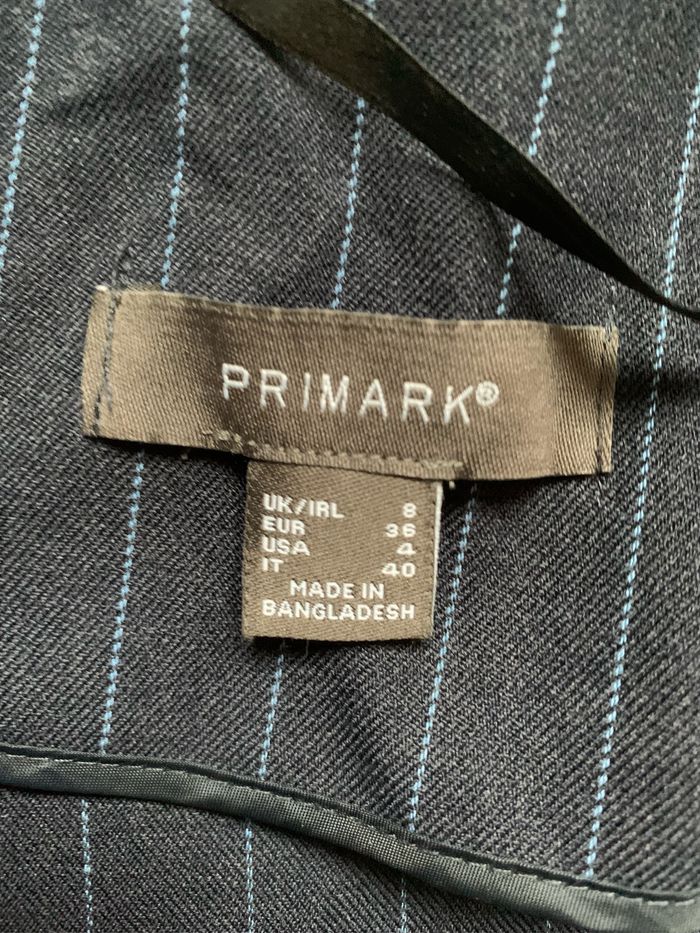 PRIMARK®
UK/IRL 8
EUR 36
USA 4
IT 40
MADE IN
BANGLADESH